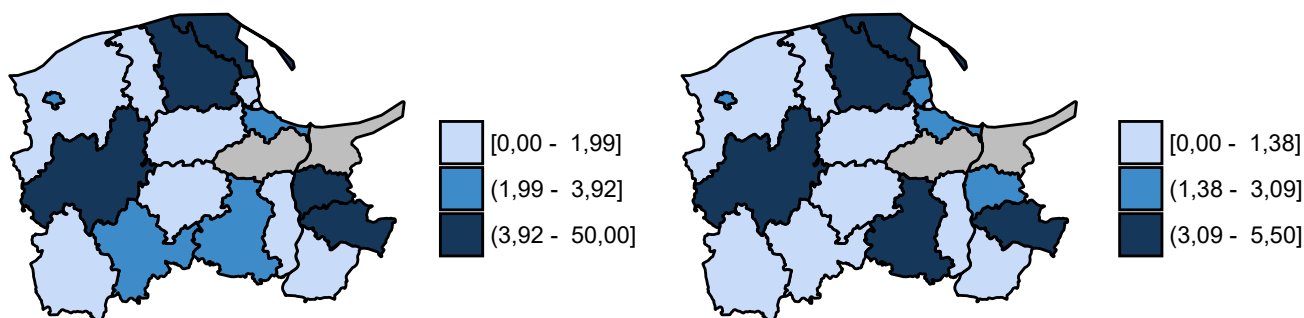 [0,00 - 1,99]
(1,99 - 3,92]
(3,92 - 50,00]
[0,00 - 1,38]
(1,38 - 3,09]
(3,09 - 5,50]